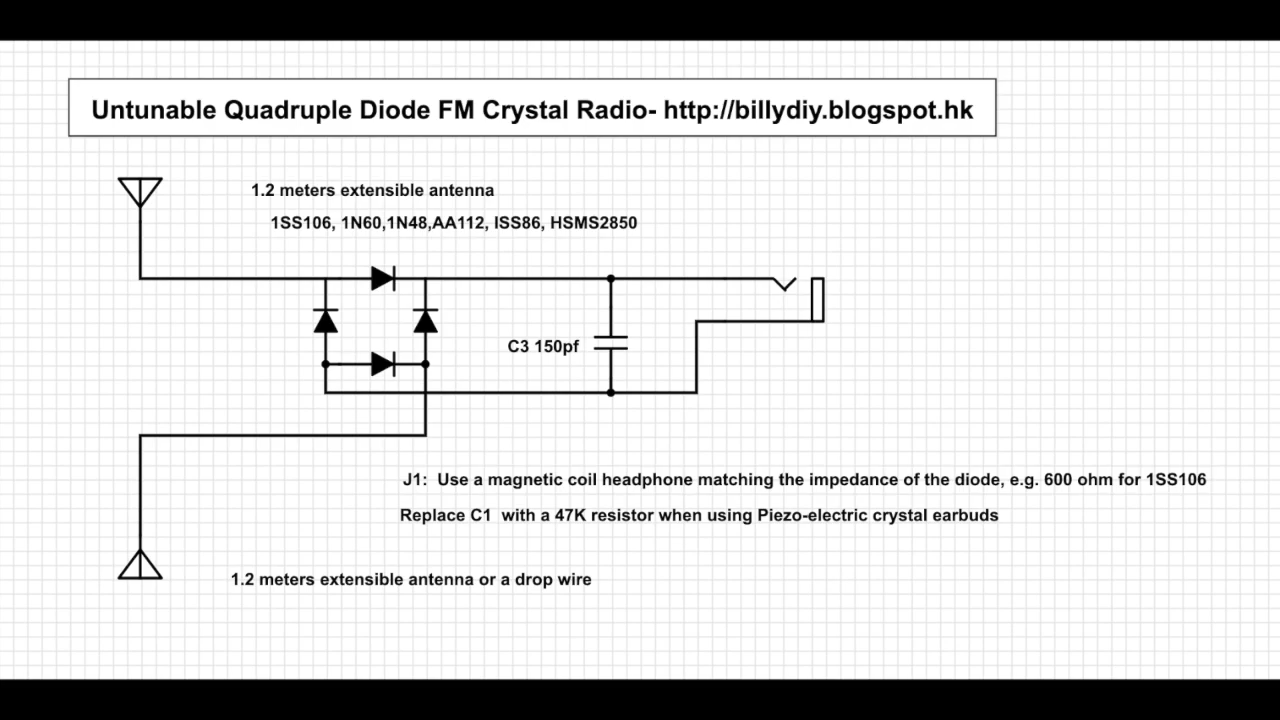 Untunable Quadruple Diode FM Crystal Radio- http://billydiy.blogspot.hk
1.2 meters extensible antenna
1SS106, 1N60,1N48,AA112, ISS86, HSMS2850
C3 150pf
J1: Use a magnetic coil headphone matching the impedance of the diode, e.g. 600 ohm for 1SS106
Replace C1 with a 47K resistor when using Piezo-electric crystal earbuds
1.2 meters extensible antenna or a drop wire